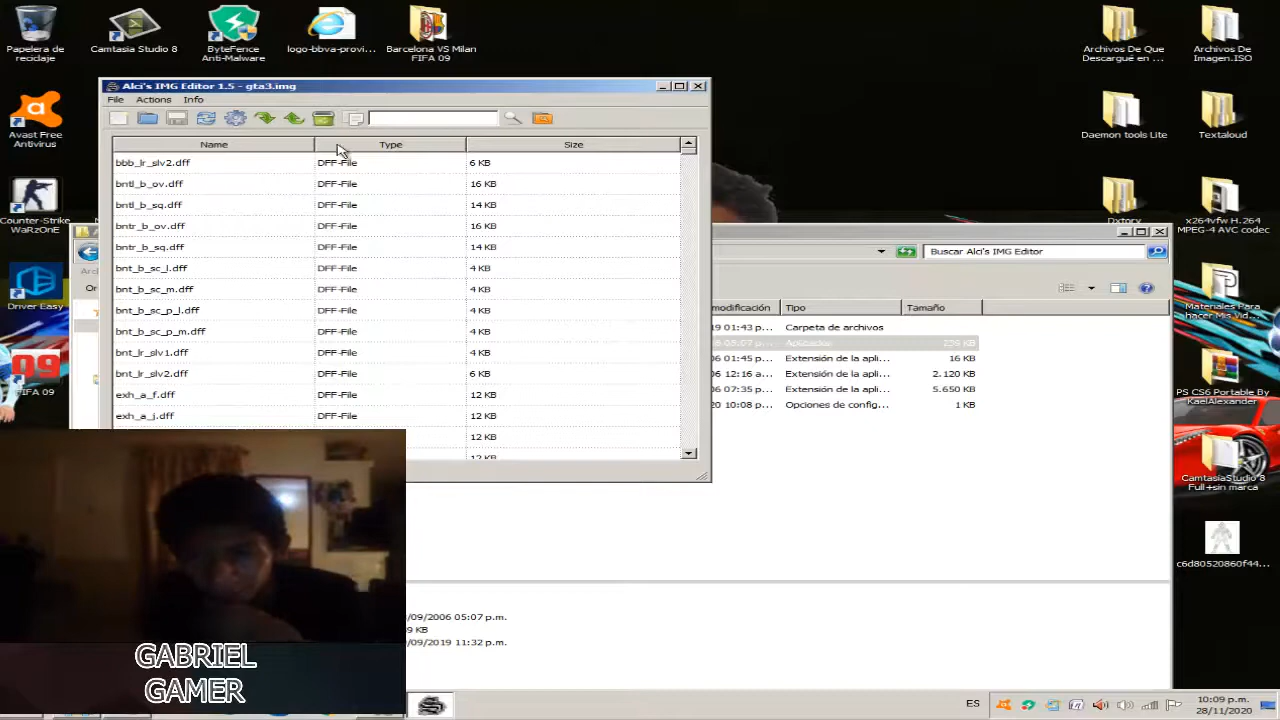 Papelera de
reciclaje
Camtasia Studio 8
ByteFence
Anti-Malware
logo-bbva-provi...
Barcelona VS Milan
FIFA 09
Archivos De Que
Descargué en ...
Archivos De
Imagen.ISO
Avast Free
Antivirus
Daemon tools Lite
Textaloud
Counter-Strike
WaRzOnE
Dxtory
x264vfw H.264
MPEG-4 AVC codec
Driver Easy
Materiales Para
hacer Mis Vid...
09
FIFA 09
PS CS6 Portable By
KaelAlexander
CamtasiaStudio 8
Full+sin marca
c6d80520860f44...
Alci's IMG Editor 1.5 - gta3.img
File Actions Info
Name Type Size
bbb_lr_slv2.dff DFF-File 6 KB
bntl_b_ov.dff DFF-File 16 KB
bntl_b_sq.dff DFF-File 14 KB
bntr_b_ov.dff DFF-File 16 KB
bntr_b_sq.dff DFF-File 14 KB
bnt_b_sc_l.dff DFF-File 4 KB
bnt_b_sc_m.dff DFF-File 4 KB
bnt_b_sc_p_l.dff DFF-File 4 KB
bnt_b_sc_p_m.dff DFF-File 4 KB
bnt_lr_slv1.dff DFF-File 4 KB
bnt_lr_slv2.dff DFF-File 6 KB
exh_a_f.dff DFF-File 12 KB
exh_a_j.dff DFF-File 12 KB
12 KB
12 KB
Buscar Alci's IMG Editor
modificación Tipo Tamaño
19 01:43 p... Carpeta de archivos
05:07 p... Aplicación 239 KB
06 01:45 p... Extensión de la apli... 16 KB
06 12:16 a... Extensión de la apli... 2.120 KB
06 07:35 p... Extensión de la apli... 5.650 KB
20 10:08 p... Opciones de config... 1 KB
/09/2006 05:07 p.m.
KB
/09/2019 11:32 p.m.
GABRIEL
GAMER
ES
10:09 p.m.
28/11/2020